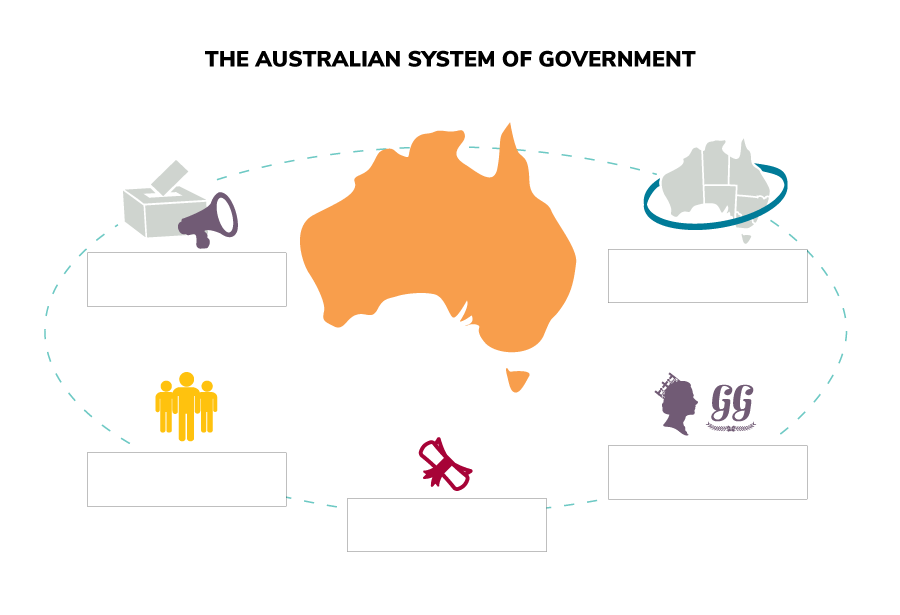 THE AUSTRALIAN SYSTEM OF GOVERNMENT
GG